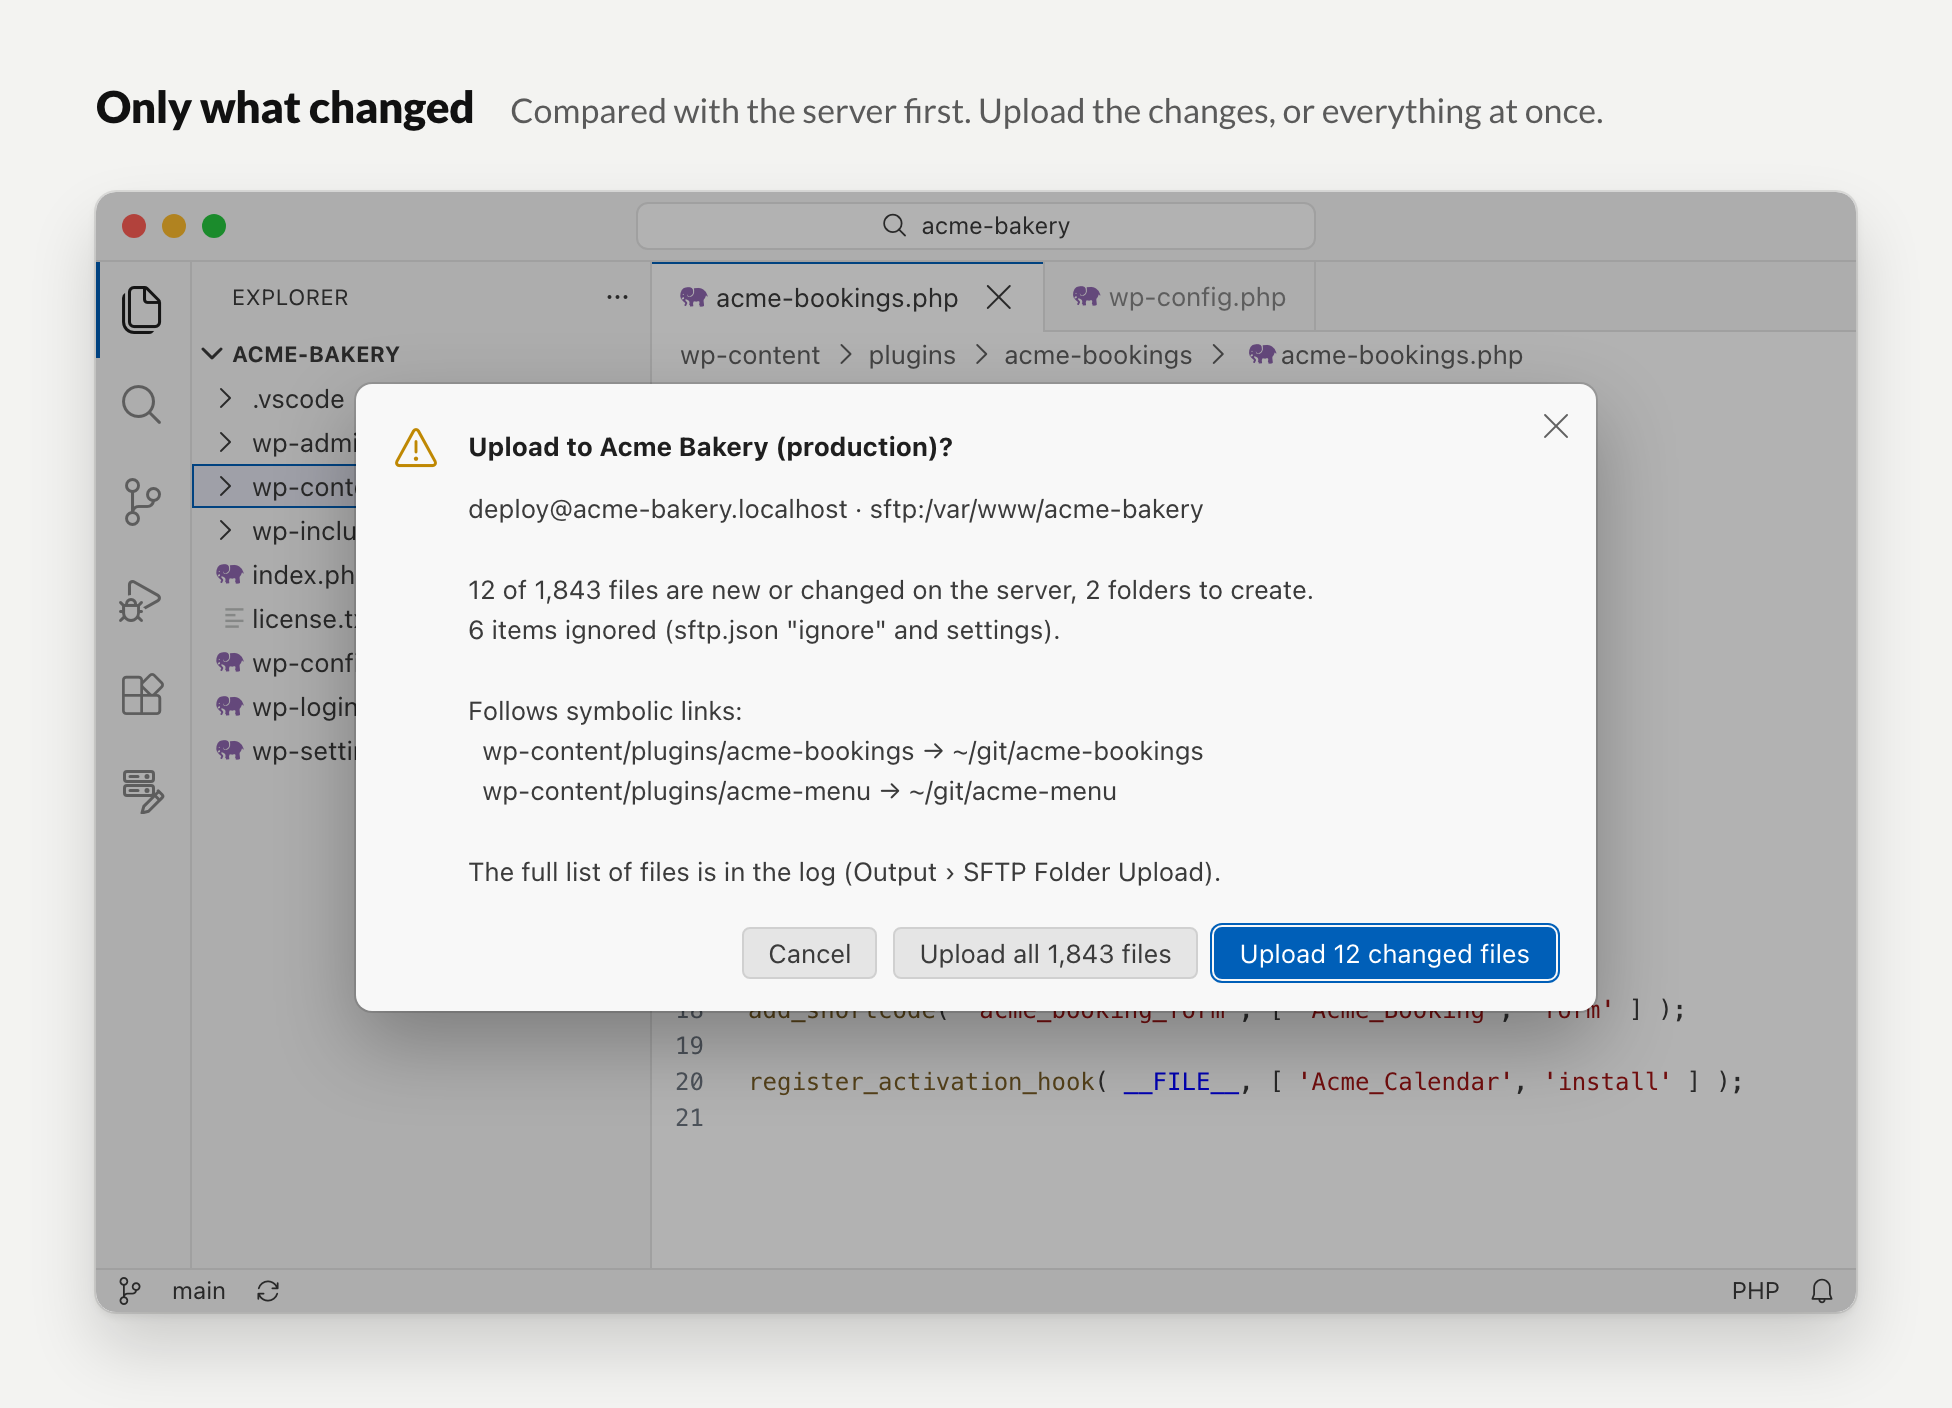 Only what changed
Compared with the server first. Upload the changes, or everything at once.
acme-bakery
EXPLORER
acme-bookings.php
wp-config.php
ACME-BAKERY
wp-content > plugins > acme-bookings > acme-bookings.php
.vscode
wp-admi
wp-cont
wp-inclu
index.ph
license.t
wp-conf
wp-login
wp-setti
Upload to Acme Bakery (production)?
deploy@acme-bakery.localhost · sftp:/var/www/acme-bakery
12 of 1,843 files are new or changed on the server, 2 folders to create.
6 items ignored (sftp.json "ignore" and settings).
Follows symbolic links:
wp-content/plugins/acme-bookings → ~/git/acme-bookings
wp-content/plugins/acme-menu → ~/git/acme-menu
The full list of files is in the log (Output › SFTP Folder Upload).
Cancel
Upload all 1,843 files
Upload 12 changed files
18 add_shortcode( 'acme_booking_form', [ 'Acme_Booking', 'form' ] );
19
20 register_activation_hook( __FILE__, [ 'Acme_Calendar', 'install' ] );
21
main
PHP